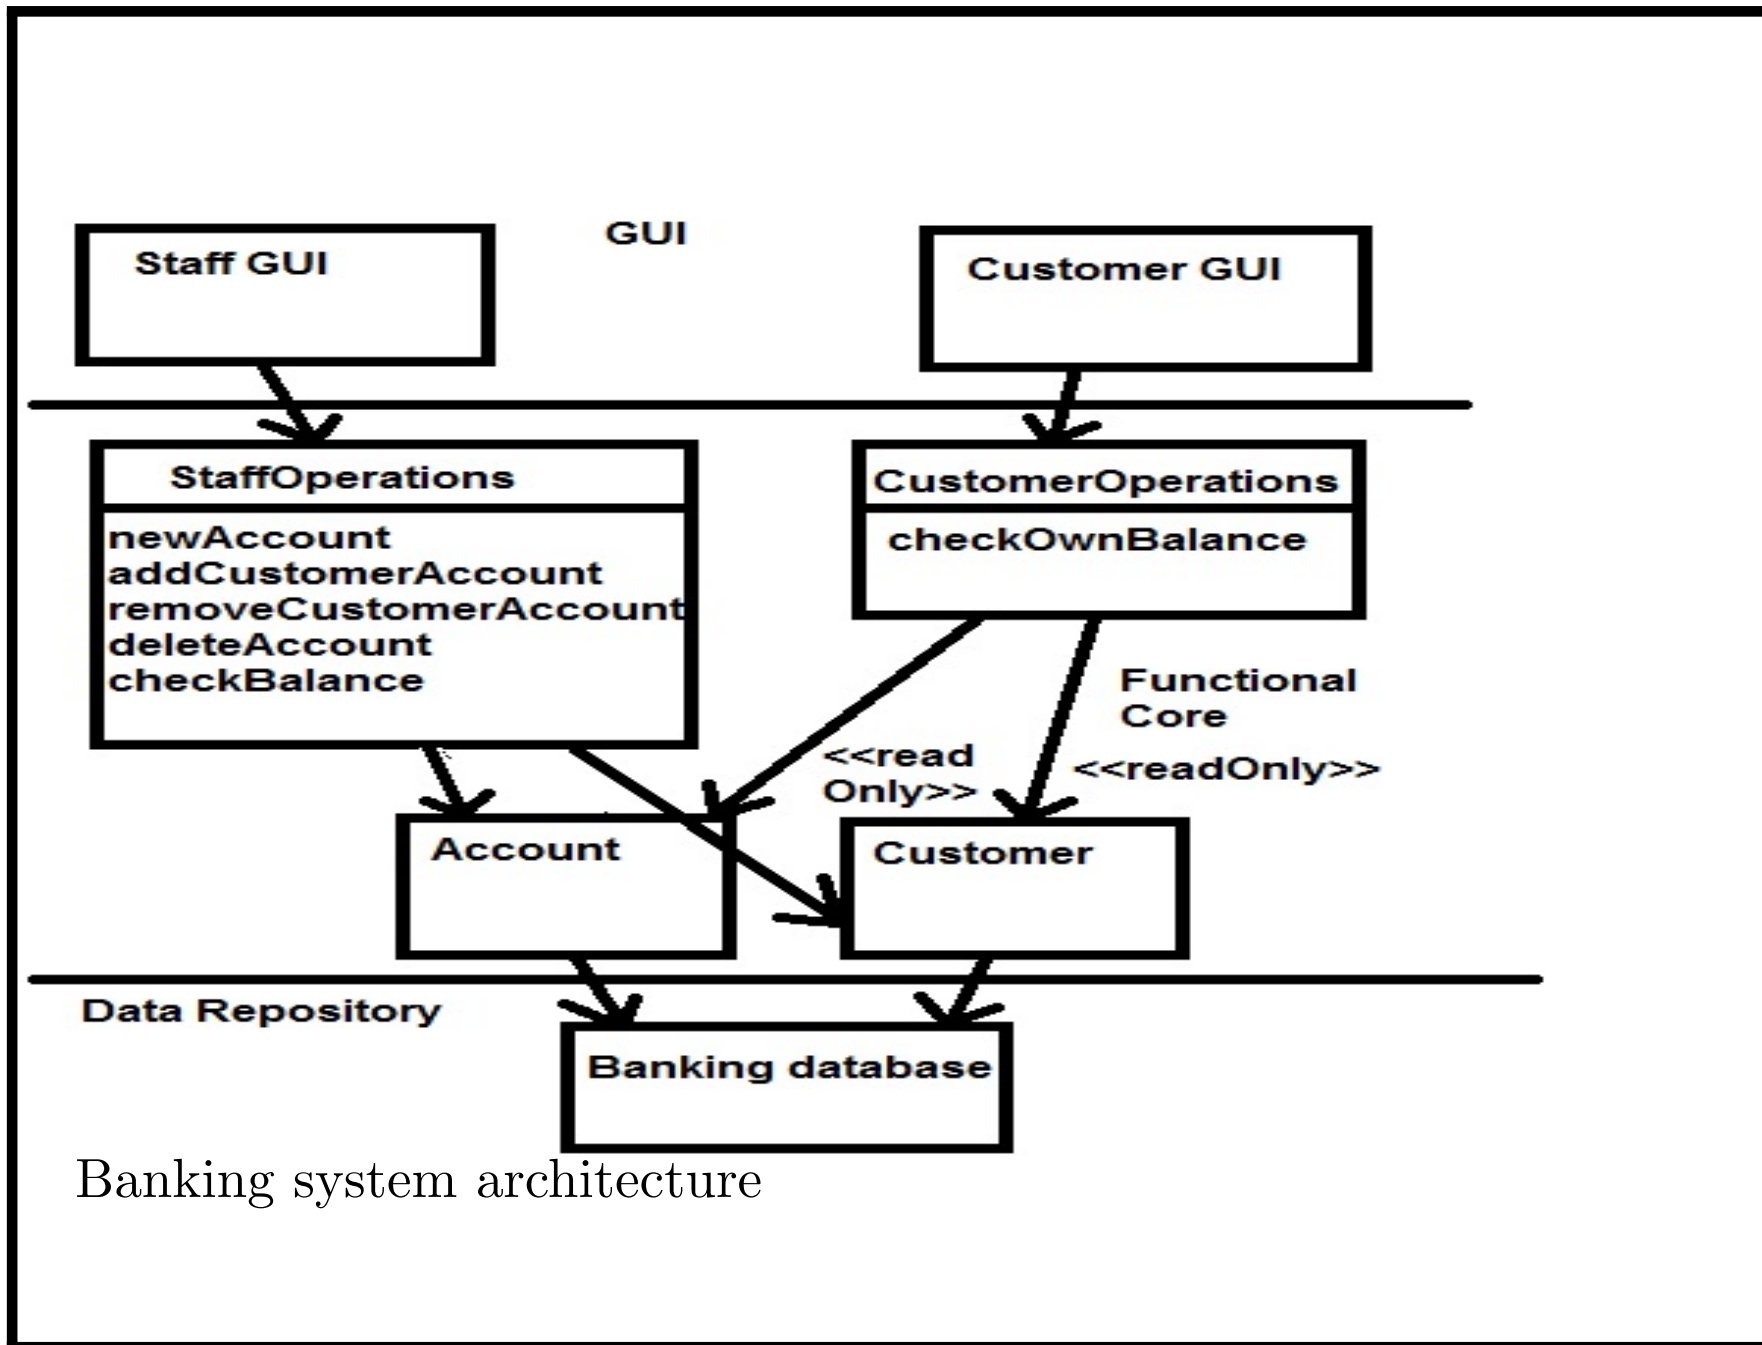 GUI
Staff GUI
Customer GUI
StaffOperations
newAccount
addCustomerAccount
removeCustomerAccount
deleteAccount
checkBalance
CustomerOperations
checkOwnBalance
Functional
Core
<<read
Only>>
<<readOnly>>
Account
Customer
Data Repository
Banking database
Banking system architecture